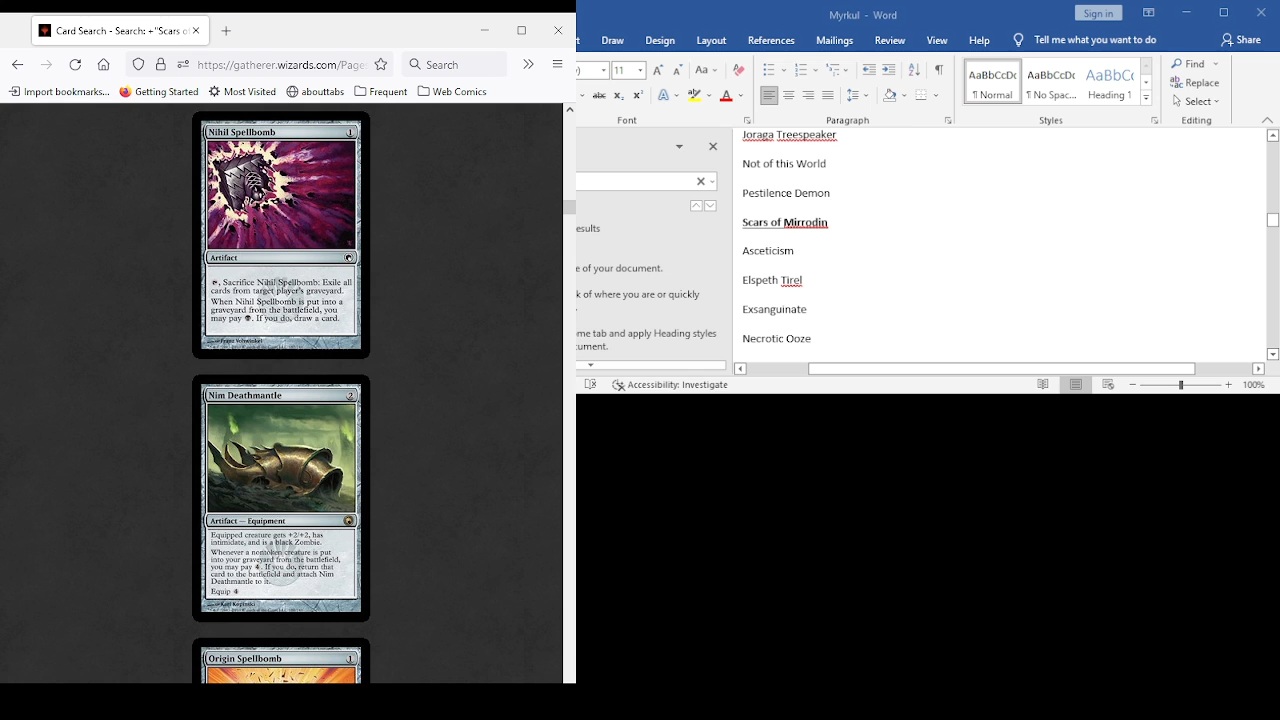 Card Search - Search: +"Scars o
https://gatherer.wizards.com/Page
Search
Import bookmarks...
Getting Started
Most Visited
abouttabs
Frequent
Web Comics
Nihil Spellbomb 1
Artifact
, Sacrifice Nihil Spellbomb: Exile all
cards from target player's graveyard.
When Nihil Spellbomb is put into a
graveyard from the battlefield, you
may pay . If you do, draw a card.
Franz Vohwinkel
Nim Deathmantle 2
Artifact — Equipment
Equipped creature gets +2/+2, has
intimidate, and is a black Zombie.
Whenever a nontoken creature is put
into your graveyard from the battlefield,
you may pay 4. If you do, return that
card to the battlefield and attach Nim
Deathmantle to it.
Equip 4
Origin Spellbomb 1
Myrkul - Word
Sign in
Draw Design Layout References Mailings Review View Help Tell me what you want to do Share
11 Aa
abc x₂ x² A A
Font Paragraph Styles Editing
AaBbCcDc AaBbCcDc AaBbCc
¶ Normal ¶ No Spac... Heading 1
Find
Replace
Select
esults
e of your document.
k of where you are or quickly
me tab and apply Heading styles
cument.
Joraga Treespeaker
Not of this World
Pestilence Demon
Scars of Mirrodin
Asceticism
Elspeth Tirel
Exsanguinate
Necrotic Ooze
Accessibility: Investigate
100%